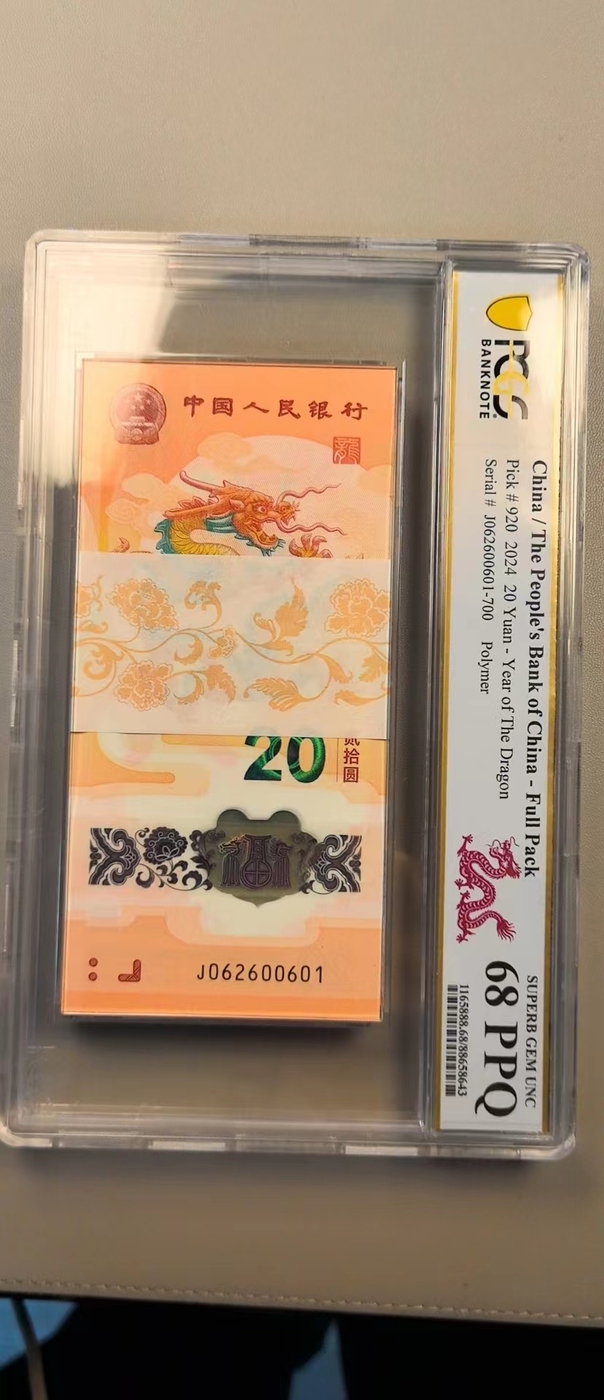 中国人民银行
龍
20
贰拾圆
J062600601
PCGS
BANKNOTE
China / The People's Bank of China - Full Pack
Pick # 920 2024 20 Yuan - Year of The Dragon
Serial # J062600601-700 Polymer
SUPERB GEM UNC
68 PPQ
1165888.68/88658643